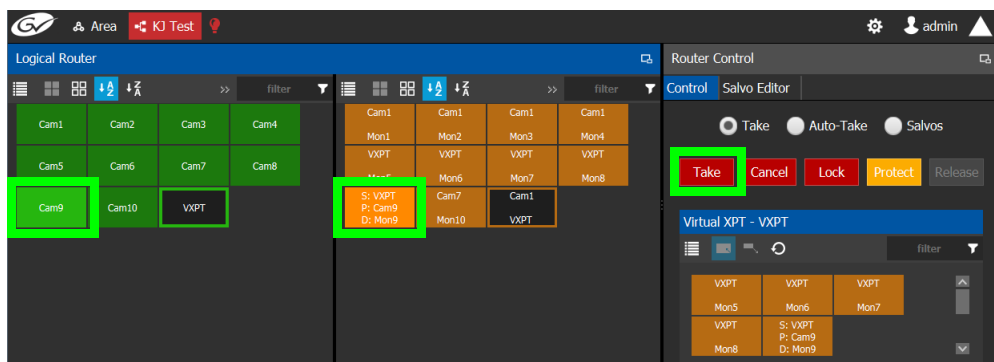 GV Area KJ Test admin
Logical Router
Router Control
filter
filter
Control Salvo Editor
Cam1 Cam2 Cam3 Cam4
Cam5 Cam6 Cam7 Cam8
Cam9 Cam10 VXPT
Cam1 Cam1 Cam1 Cam1
Mon1 Mon2 Mon3 Mon4
VXPT VXPT VXPT VXPT
Mon6 Mon7 Mon8
S: VXPT Cam7 Cam1
P: Cam9
D: Mon9 Mon10 VXPT
Take Auto-Take Salvos
Take Cancel Lock Protect Release
Virtual XPT - VXPT
filter
VXPT VXPT VXPT
Mon5 Mon6 Mon7
VXPT S: VXPT
P: Cam9
Mon8 D: Mon9